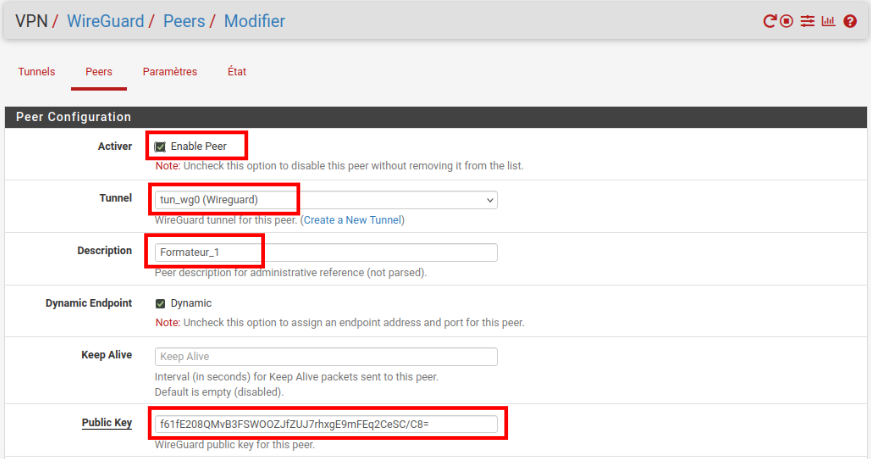 VPN / WireGuard / Peers / Modifier
Tunnels Peers Paramètres État
Peer Configuration
Activer Enable Peer
Note: Uncheck this option to disable this peer without removing it from the list.
Tunnel tun_wg0 (Wireguard)
WireGuard tunnel for this peer. (Create a New Tunnel)
Description Formateur_1
Peer description for administrative reference (not parsed).
Dynamic Endpoint Dynamic
Note: Uncheck this option to assign an endpoint address and port for this peer.
Keep Alive Keep Alive
Interval (in seconds) for Keep Alive packets sent to this peer.
Default is empty (disabled).
Public Key f61fE208QMvB3FSWOOZJfZUJ7rhxgE9mFEq2CeSC/C8=
WireGuard public key for this peer.